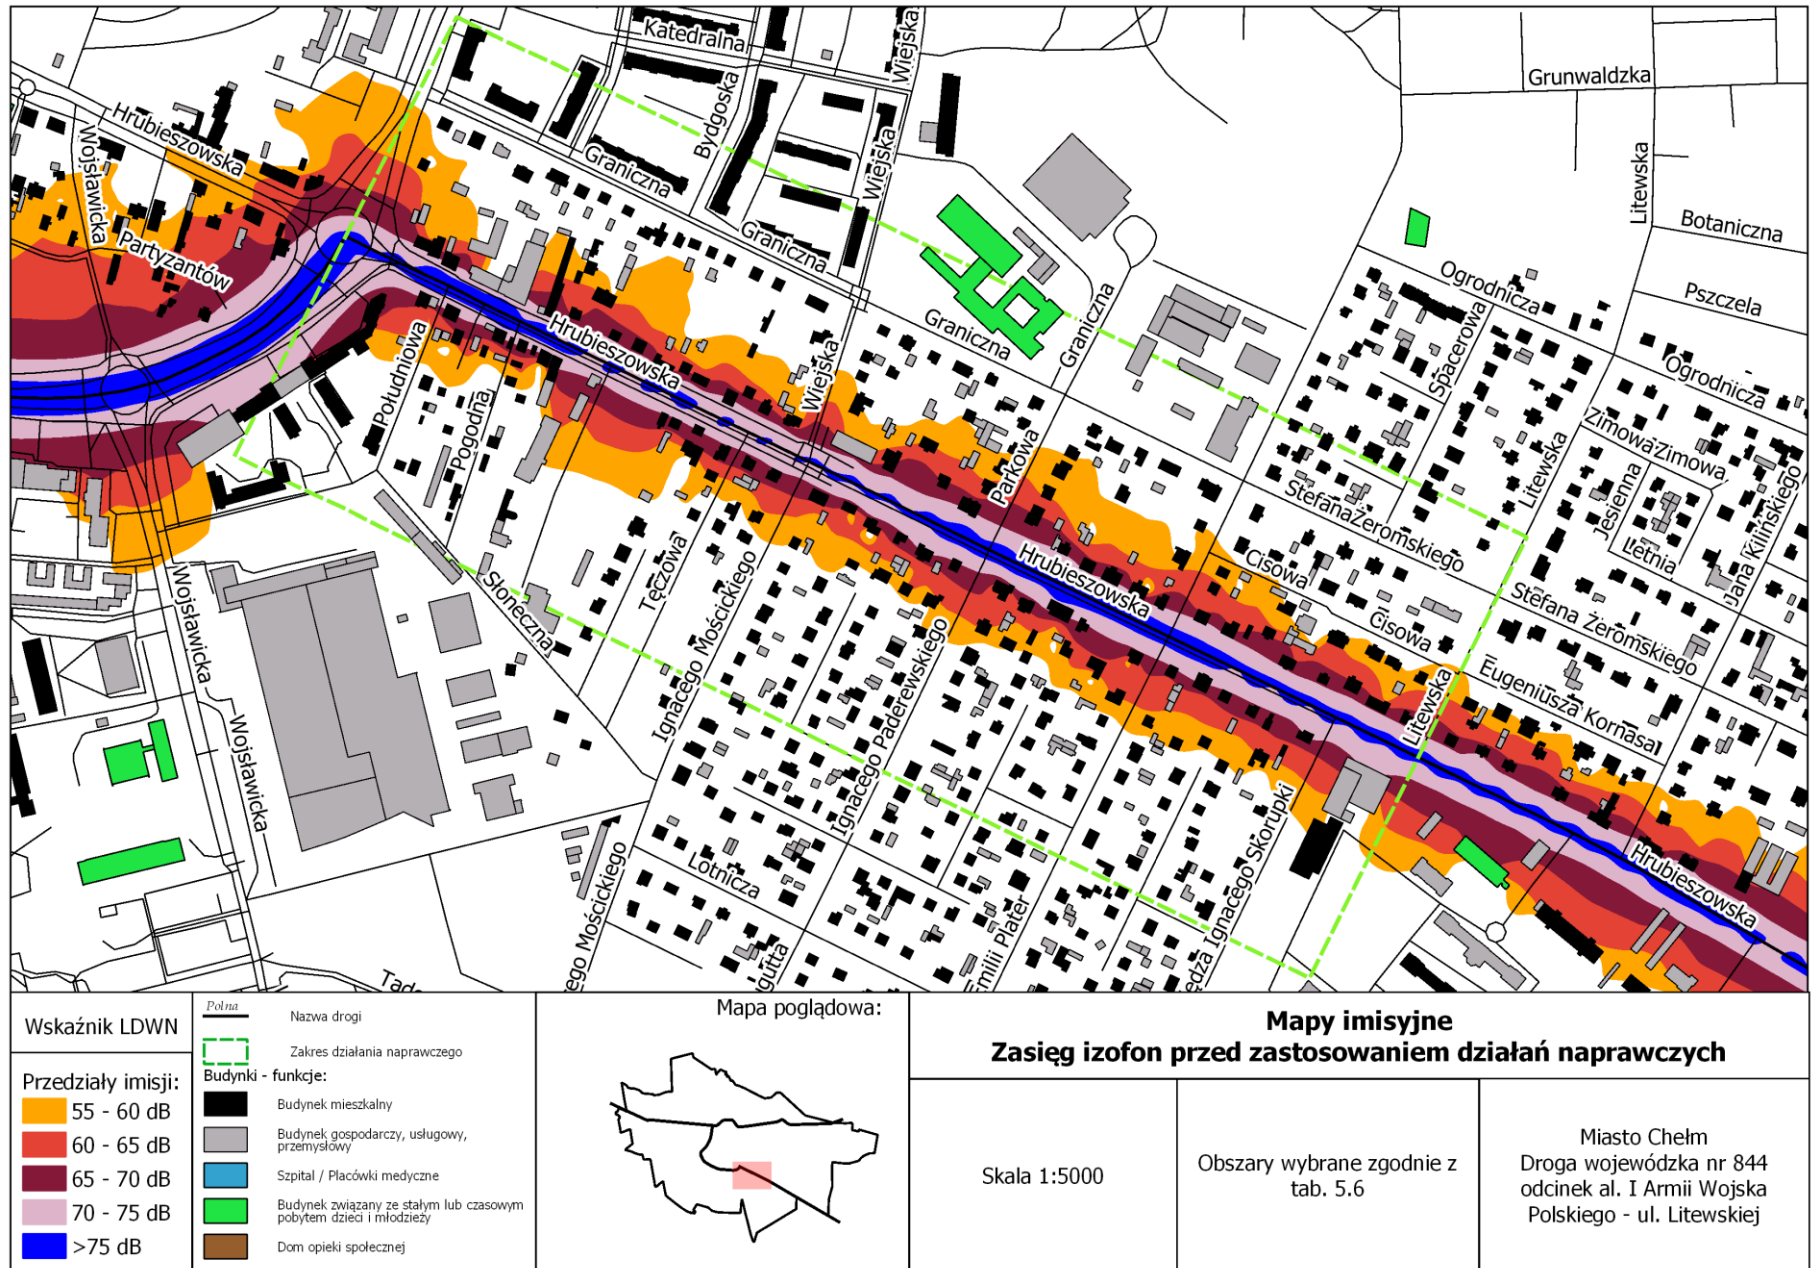 Katedralna
Wiejska
Grunwaldzka
Hrubieszowska
Wojsławicka
Bydgoska
Graniczna
Wiejska
Litewska
Botaniczna
Partyzantów
Graniczna
Ogrodnicza
Pszczela
Graniczna
Graniczna
Spacerowa
Ogrodnicza
Południowa
Hrubieszowska
Wiejska
Pogodna
Zimowa
Zimowa
Parkowa
Litewska
Jesienna
Stefana Żeromskiego
Letnia
Jana Kilińskiego
Tęczowa
Słoneczna
Ignacego Mościckiego
Hrubieszowska
Cisowa
Cisowa
Stefana Żeromskiego
Wojsławicka
Ignacego Paderewskiego
Eugeniusza Kornasa
Litewska
Wojsławicka
Lotnicza
Księdza Ignacego Skorupki
Hrubieszowska
ego Mościckiego
gutta
Emilii Plater
Tade
Wskaźnik LDWN
Przedziały imisji:
55 - 60 dB
60 - 65 dB
65 - 70 dB
70 - 75 dB
>75 dB
Polna
Nazwa drogi
Zakres działania naprawczego
Budynki - funkcje:
Budynek mieszkalny
Budynek gospodarczy, usługowy,
przemysłowy
Szpital / Placówki medyczne
Budynek związany ze stałym lub czasowym
pobytem dzieci i młodzieży
Dom opieki społecznej
Mapa poglądowa:
Mapy imisyjne
Zasięg izofon przed zastosowaniem działań naprawczych
Skala 1:5000
Obszary wybrane zgodnie z
tab. 5.6
Miasto Chełm
Droga wojewódzka nr 844
odcinek al. I Armii Wojska
Polskiego - ul. Litewskiej